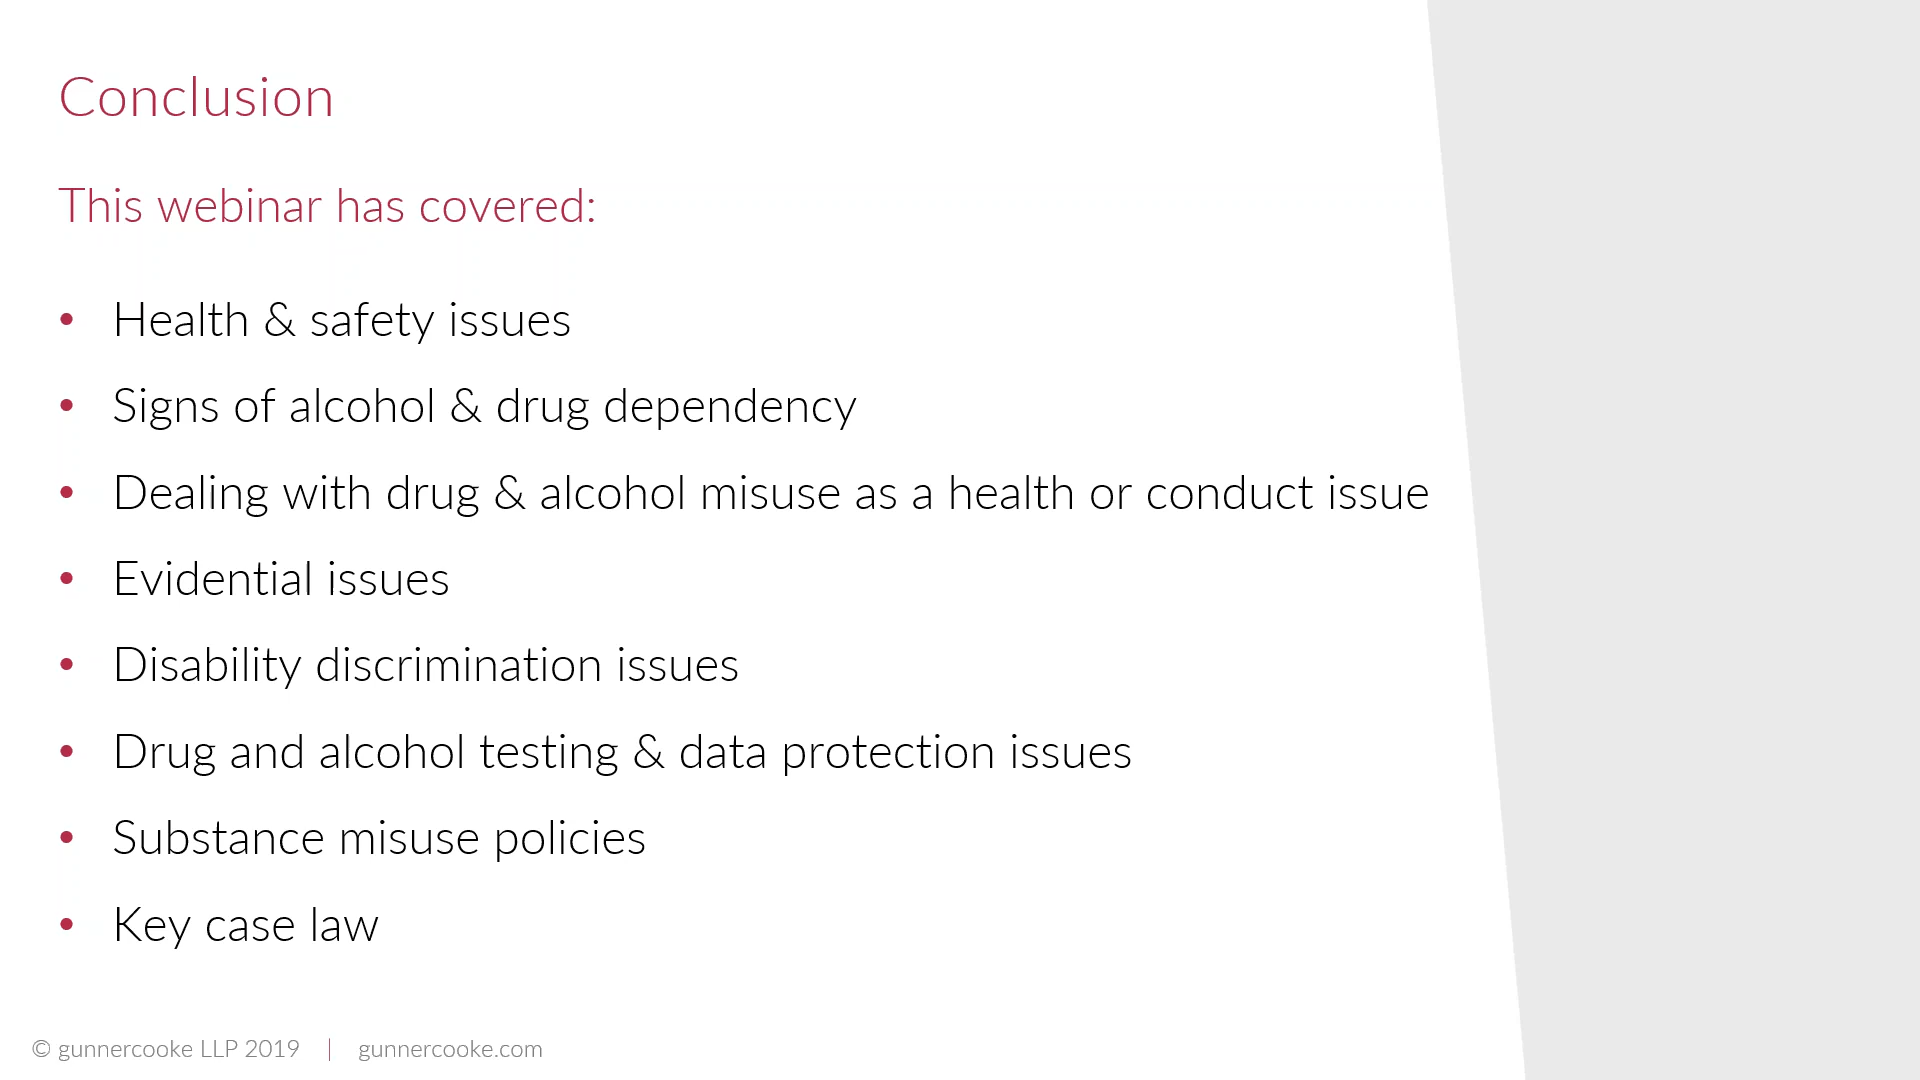 Conclusion
This webinar has covered:
• Health & safety issues
• Signs of alcohol & drug dependency
• Dealing with drug & alcohol misuse as a health or conduct issue
• Evidential issues
• Disability discrimination issues
• Drug and alcohol testing & data protection issues
• Substance misuse policies
• Key case law
© gunnercooke LLP 2019 | gunnercooke.com